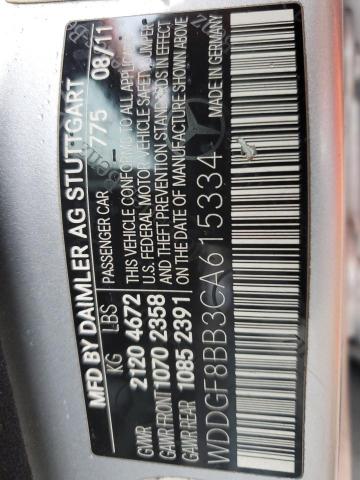 MFD BY DAIMLER AG STUTTGART
PASSENGER CAR - 775 08/11
KG LBS
GVWR 2120 4672
GAWR FRONT 1070 2358
GAWR REAR 1085 2391
THIS VEHICLE CONFORMS TO ALL APPLIC.
U.S. FEDERAL MOTOR VEHICLE SAFETY, BUMPER,
AND THEFT PREVENTION STANDARDS IN EFFECT
ON THE DATE OF MANUFACTURE SHOWN ABOVE
WDDGF8BB3CA615334
MADE IN GERMANY